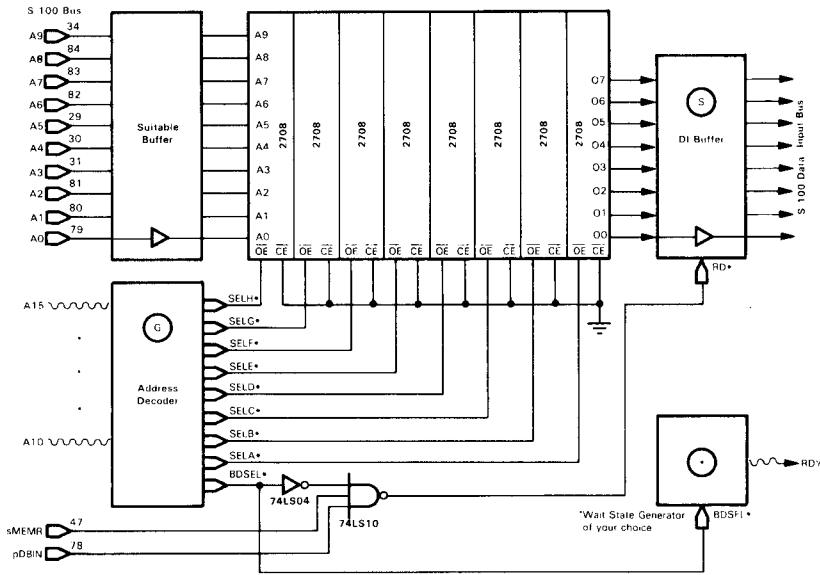 S 100 Bus
A9 34
A8 84
A7 83
A6 82
A5 29
A4 30
A3 31
A2 81
A1 80
A0 79
Suitable
Buffer
A9
A8
A7
A6
A5
A4
A3
A2
A1
A0
2708
2708
2708
2708
2708
2708
2708
2708
OE CE OE CE OE CE OE CE OE CE OE CE OE CE OE CE
O7
O6
O5
O4
O3
O2
O1
O0
S
DI Buffer
S 100 Data Input Bus
RD*
A15
A10
G
Address
Decoder
SELH*
SELG*
SELF*
SELE*
SELD*
SELC*
SELB*
SELA*
BDSEL*
74LS04
74LS10
sMEMR 47
pDBIN 78
*
RDY
*Wait State Generator
of your choice
BDSEL*